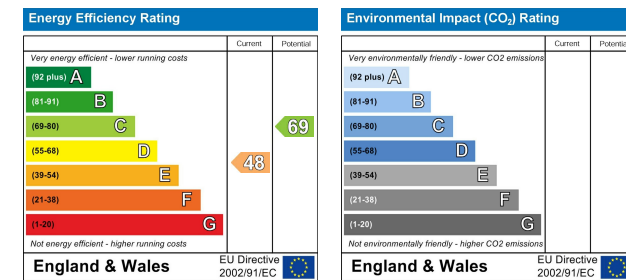 Energy Efficiency Rating
Current Potential
Very energy efficient - lower running costs
(92 plus) A
(81-91) B
(69-80) C
69
(55-68) D
48
(39-54) E
(21-38) F
(1-20) G
Not energy efficient - higher running costs
England & Wales
EU Directive
2002/91/EC
Environmental Impact (CO₂) Rating
Current Potential
Very environmentally friendly - lower CO2 emissions
(92 plus) A
(81-91) B
(69-80) C
(55-68) D
(39-54) E
(21-38) F
(1-20) G
Not environmentally friendly - higher CO2 emissions
England & Wales
EU Directive
2002/91/EC